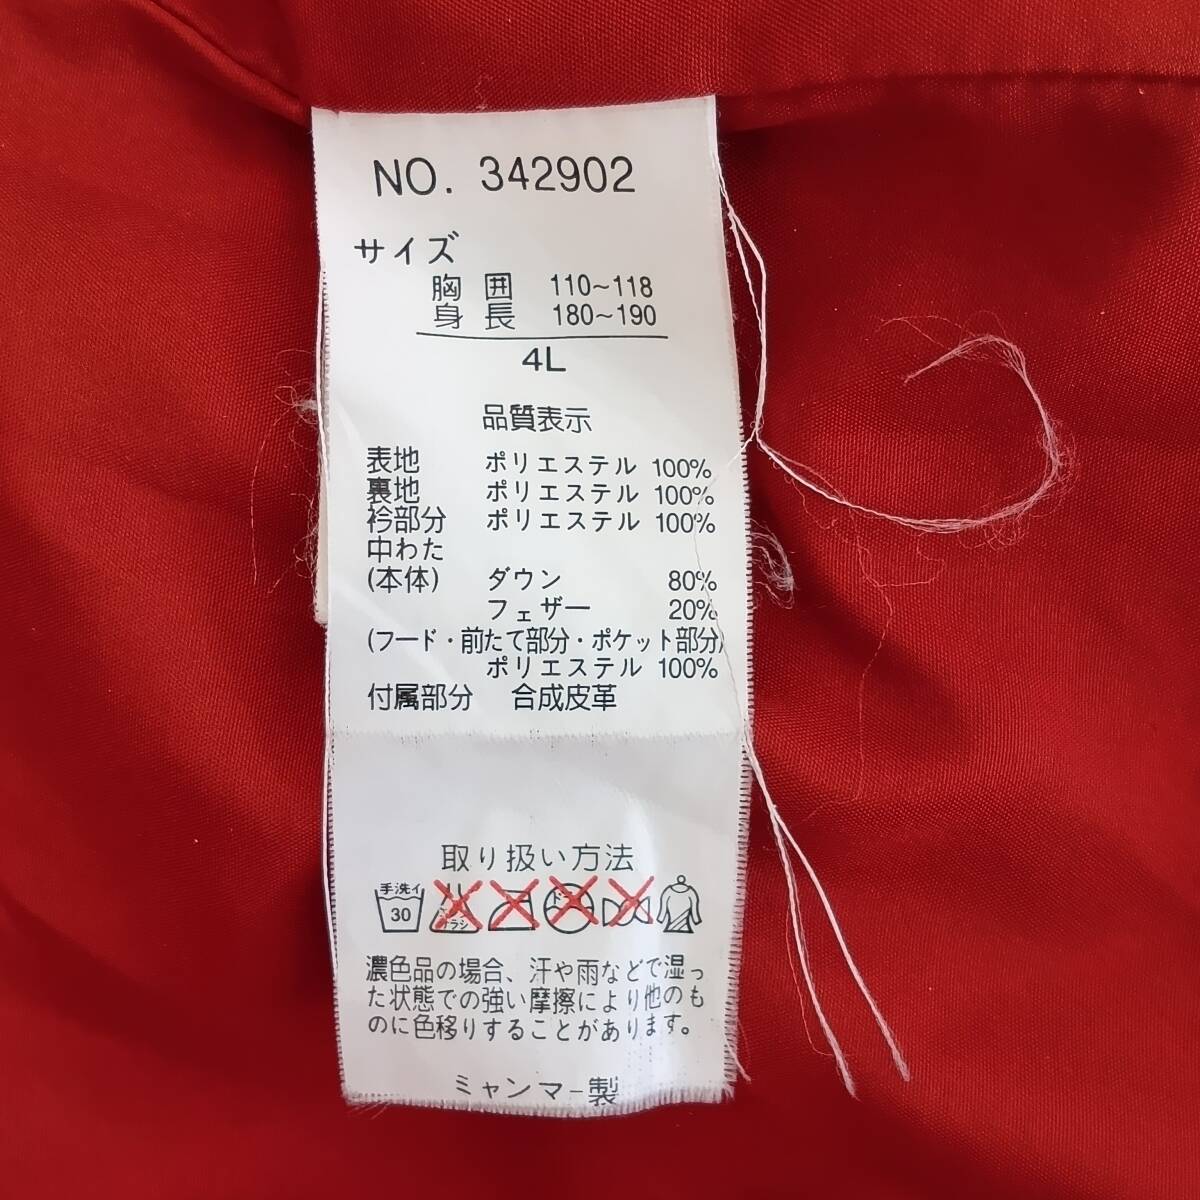 NO. 342902
サイズ
胸囲 110~118
身長 180~190
4L
品質表示
表地 ポリエステル 100%
裏地 ポリエステル 100%
衿部分 ポリエステル 100%
中わた
(本体) ダウン 80%
フェザー 20%
(フード・前たて部分・ポケット部分)
ポリエステル 100%
付属部分 合成皮革
取り扱い方法
手洗イ 30
濃色品の場合、汗や雨などで湿っ
た状態での強い摩擦により他のも
のに色移りすることがあります。
ミャンマー製